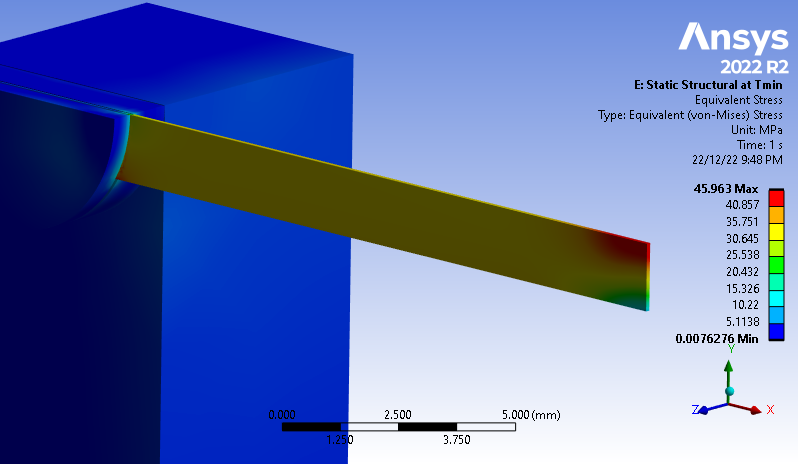 Ansys
2022 R2
E: Static Structural at Tmin
Equivalent Stress
Type: Equivalent (von-Mises) Stress
Unit: MPa
Time: 1 s
22/12/22 9:48 PM
45.963 Max
40.857
35.751
30.645
25.538
20.432
15.326
10.22
5.1138
0.0076276 Min
Y
Z
X
0.000 2.500 5.000 (mm)
1.250 3.750